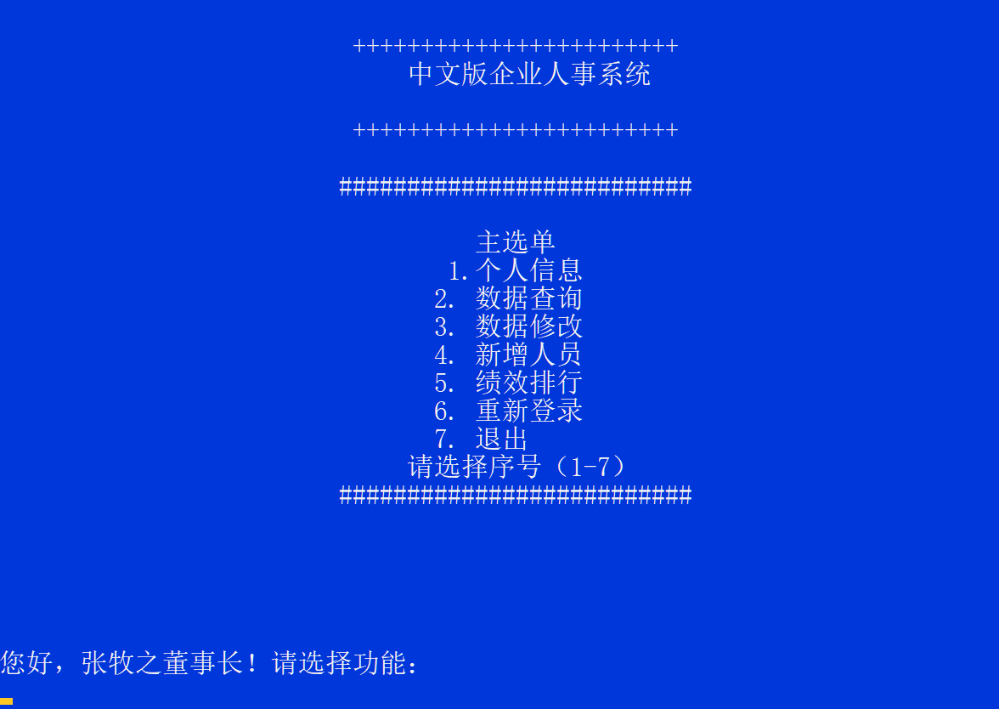 ++++++++++++++++++++++++
中文版企业人事系统
++++++++++++++++++++++++
##########################
主选单
1.个人信息
2. 数据查询
3. 数据修改
4. 新增人员
5. 绩效排行
6. 重新登录
7. 退出
请选择序号（1-7）
##########################
您好，张牧之董事长！请选择功能：